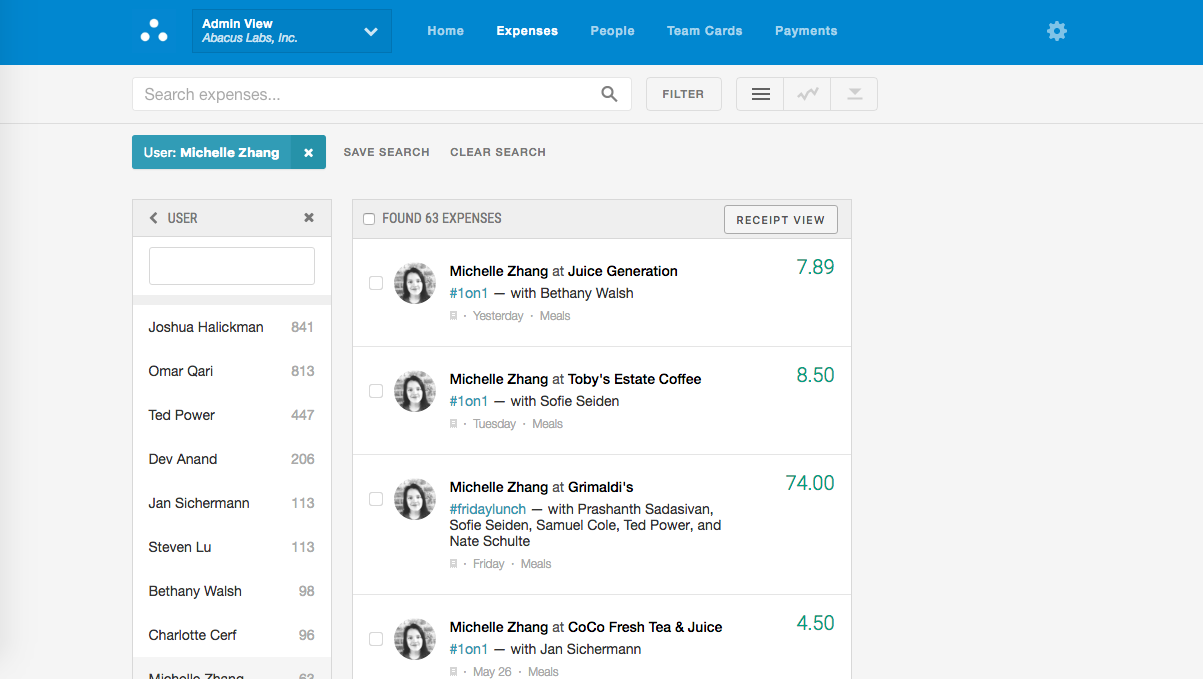 Admin View
Abacus Labs, Inc.
Home
Expenses
People
Team Cards
Payments
Search expenses...
FILTER
User: Michelle Zhang
SAVE SEARCH
CLEAR SEARCH
USER
Joshua Halickman 841
Omar Qari 813
Ted Power 447
Dev Anand 206
Jan Sichermann 113
Steven Lu 113
Bethany Walsh 98
Charlotte Cerf 96
Michelle Zhang 63
FOUND 63 EXPENSES
RECEIPT VIEW
Michelle Zhang at Juice Generation 7.89
#1on1 — with Bethany Walsh
· Yesterday · Meals
Michelle Zhang at Toby's Estate Coffee 8.50
#1on1 — with Sofie Seiden
· Tuesday · Meals
Michelle Zhang at Grimaldi's 74.00
#fridaylunch — with Prashanth Sadasivan,
Sofie Seiden, Samuel Cole, Ted Power, and
Nate Schulte
· Friday · Meals
Michelle Zhang at CoCo Fresh Tea & Juice 4.50
#1on1 — with Jan Sichermann
· May 26 · Meals